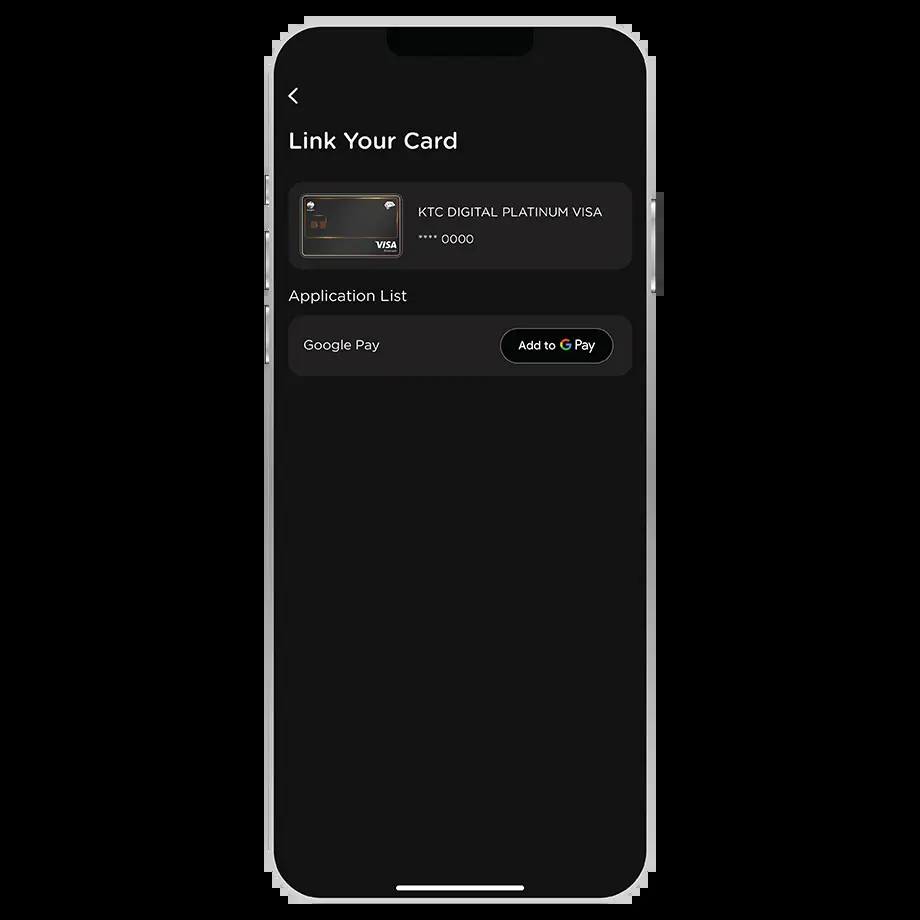 Link Your Card
KTC DIGITAL PLATINUM VISA
**** 0000
VISA
Application List
Google Pay
Add to G Pay